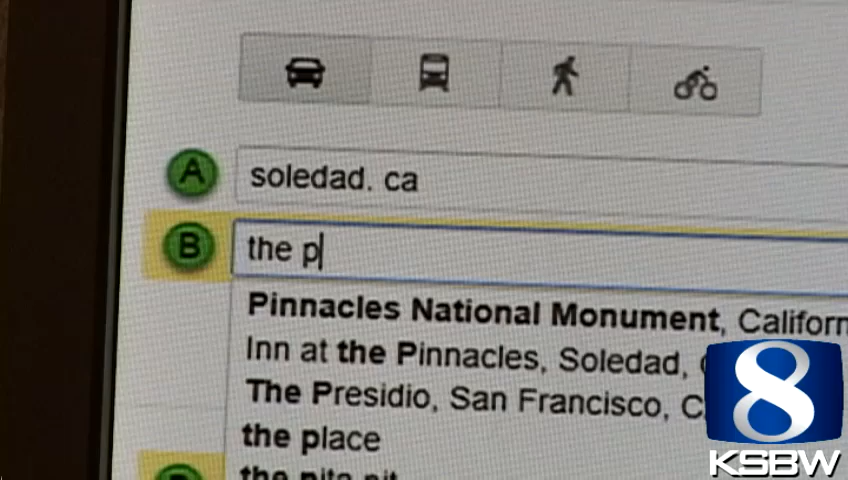 A
soledad. ca
B
the p
Pinnacles National Monument, Californ
Inn at the Pinnacles, Soledad,
The Presidio, San Francisco, C
the place
8
KSBW